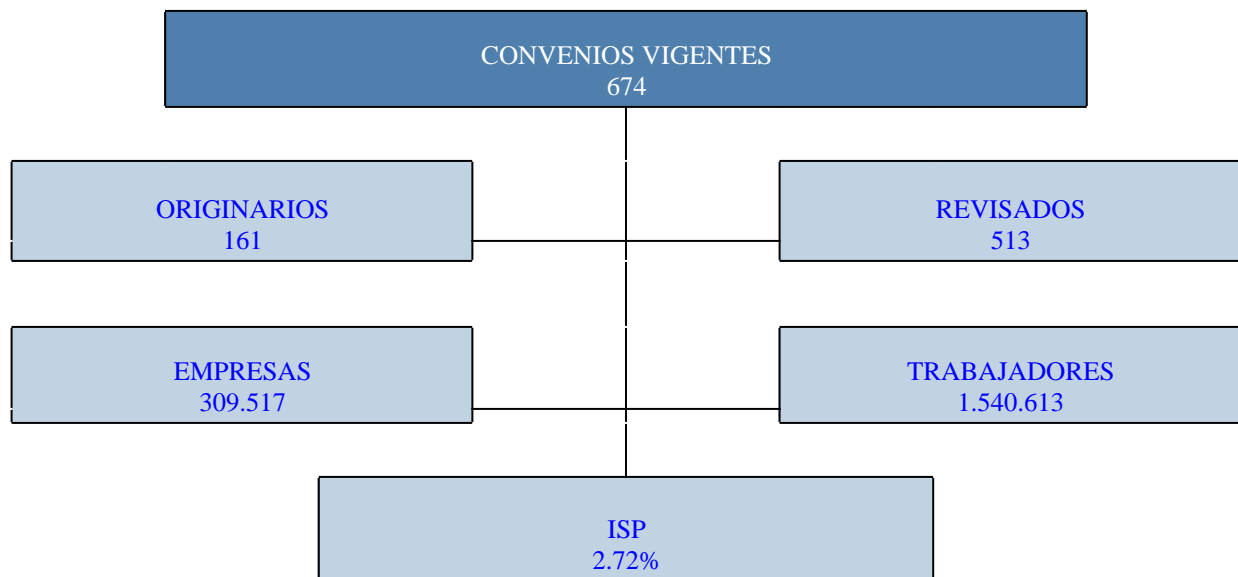 CONVENIOS VIGENTES
674
ORIGINARIOS
161
REVISADOS
513
EMPRESAS
309.517
TRABAJADORES
1.540.613
ISP
2.72%